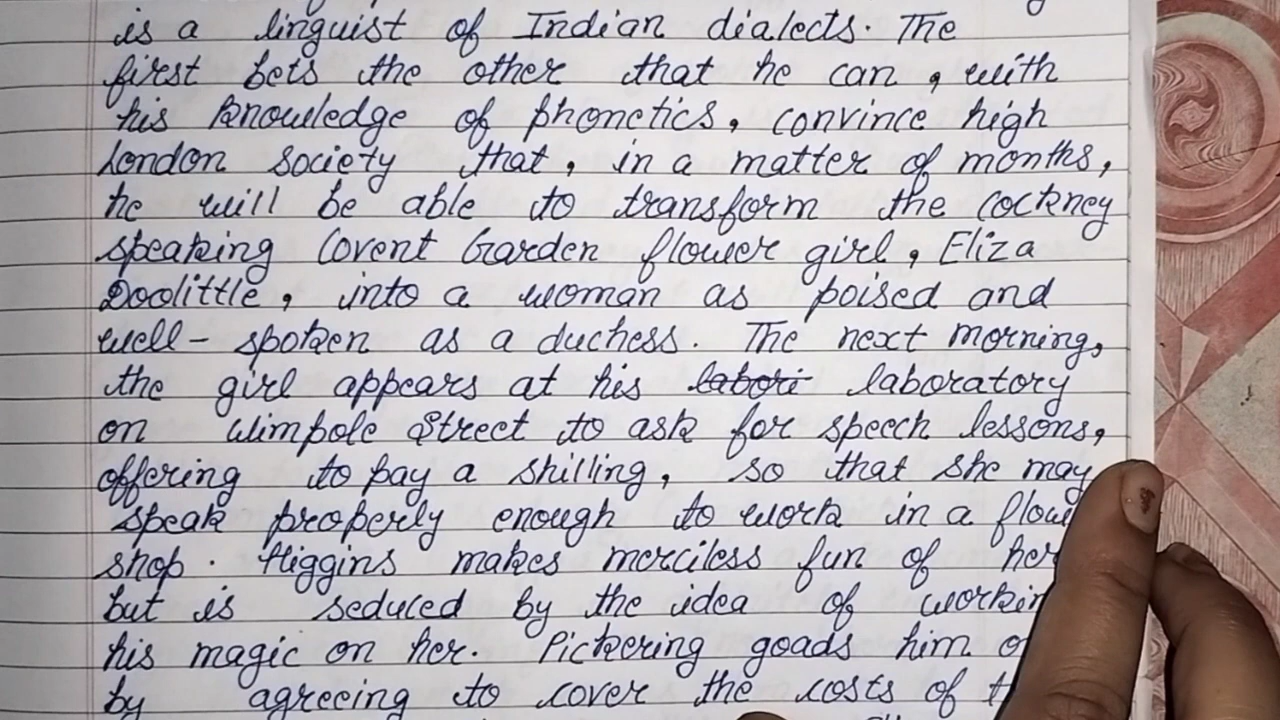 is a linguist of Indian dialects. The
first bets the other that he can, with
his knowledge of phonetics, convince high
London society that, in a matter of months,
he will be able to transform the cockney
speaking Covent Garden flower girl, Eliza
Doolittle, into a woman as poised and
well- spoken as a duchess. The next morning,
the girl appears at his labori laboratory
on Wimpole Street to ask for speech lessons,
offering to pay a shilling, so that she may
speak properly enough to work in a
shop. Higgins makes merciless fun of her
but is seduced by the idea of
his magic on her. Pickering goads him
by agreeing to cover the costs of